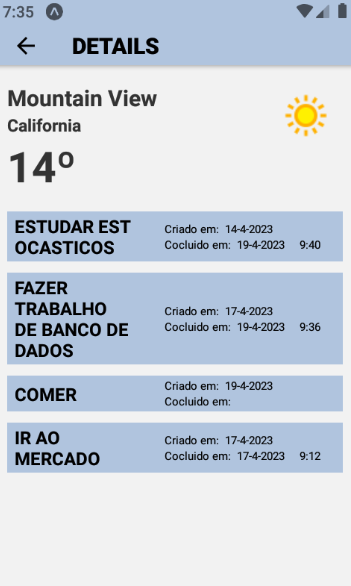 7:35
DETAILS
Mountain View
California
14º
ESTUDAR EST
OCASTICOS
Criado em: 14-4-2023
Cocluido em: 19-4-2023 9:40
FAZER
TRABALHO
DE BANCO DE
DADOS
Criado em: 17-4-2023
Cocluido em: 19-4-2023 9:36
COMER
Criado em: 19-4-2023
Cocluido em:
IR AO
MERCADO
Criado em: 17-4-2023
Cocluido em: 17-4-2023 9:12